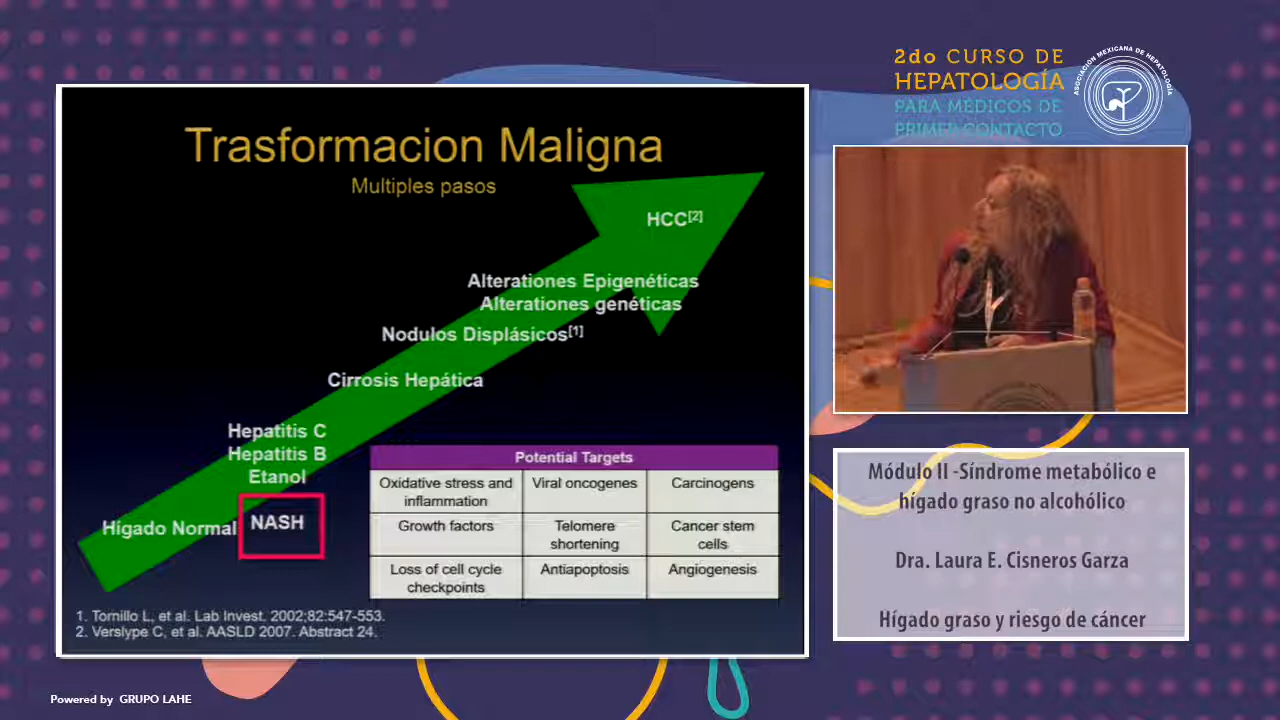 2do CURSO DE
HEPATOLOGÍA
PARA MÉDICOS DE
PRIMER CONTACTO
ASOCIACIÓN MEXICANA DE HEPATOLOGÍA
Trasformacion Maligna
Multiples pasos
HCC[2]
Alterationes Epigenéticas
Alterationes genéticas
Nodulos Displásicos[1]
Cirrosis Hepática
Hepatitis C
Hepatitis B
Etanol
Hígado Normal
NASH
Potential Targets
Oxidative stress and
inflammation
Viral oncogenes
Carcinogens
Growth factors
Telomere
shortening
Cancer stem
cells
Loss of cell cycle
checkpoints
Antiapoptosis
Angiogenesis
1. Tornillo L, et al. Lab Invest. 2002;82:547-553.
2. Verslype C, et al. AASLD 2007. Abstract 24.
Módulo II -Síndrome metabólico e
hígado graso no alcohólico
Dra. Laura E. Cisneros Garza
Hígado graso y riesgo de cáncer
Powered by GRUPO LAHE